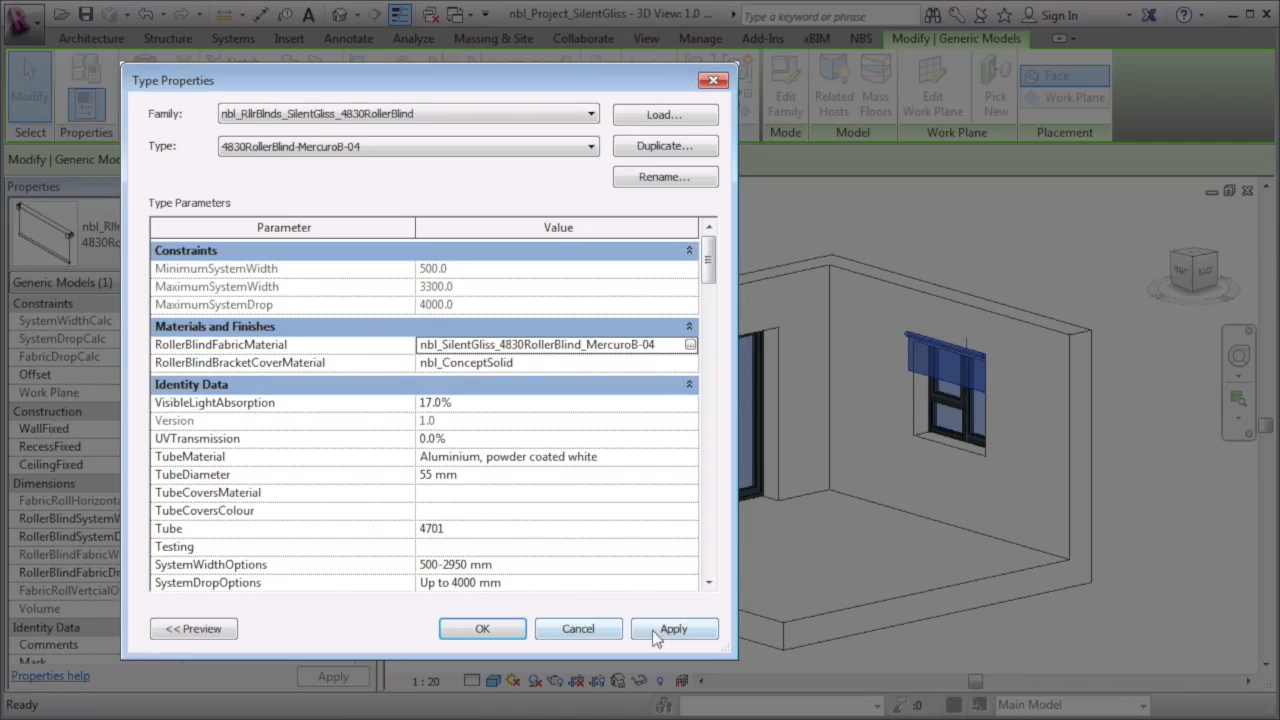 nbl_Project_SilentGliss - 3D View: 1.0 ...
Type a keyword or phrase
Sign In
Architecture Structure Systems Insert Annotate Analyze Massing & Site Collaborate View Manage Add-Ins xBIM NBS Modify | Generic Models
Modify
Edit Family
Related Hosts
Mass Floors
Edit Work Plane
Pick New
Face
Work Plane
Select Properties Mode Model Work Plane Placement
Modify | Generic Mo
Properties
nbl_Rllr
4830Ro
Generic Models (1)
Constraints
SystemWidthCalc
SystemDropCalc
FabricDropCalc
Offset
Work Plane
Construction
WallFixed
RecessFixed
CeilingFixed
Dimensions
FabricRollHorizonta
RollerBlindSystemW
RollerBlindSystemD
RollerBlindFabricW
RollerBlindFabricDr
FabricRollVertcialO
Volume
Identity Data
Comments
Mark
Properties help
Apply
Type Properties
Family: nbl_RllrBlnds_SilentGliss_4830RollerBlind Load...
Type: 4830RollerBlind-MercuroB-04 Duplicate...
Rename...
Type Parameters
Parameter Value
Constraints
MinimumSystemWidth 500.0
MaximumSystemWidth 3300.0
MaximumSystemDrop 4000.0
Materials and Finishes
RollerBlindFabricMaterial nbl_SilentGliss_4830RollerBlind_MercuroB-04
RollerBlindBracketCoverMaterial nbl_ConceptSolid
Identity Data
VisibleLightAbsorption 17.0%
Version 1.0
UVTransmission 0.0%
TubeMaterial Aluminium, powder coated white
TubeDiameter 55 mm
TubeCoversMaterial
TubeCoversColour
Tube 4701
Testing
SystemWidthOptions 500-2950 mm
SystemDropOptions Up to 4000 mm
<< Preview OK Cancel Apply
1 : 20
Ready
:0
Main Model